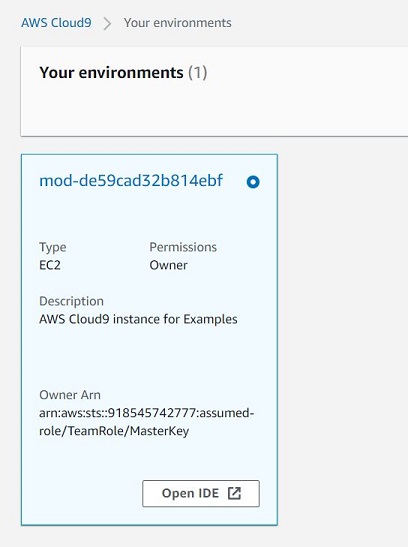 AWS Cloud9 > Your environments
Your environments (1)
mod-de59cad32b814ebf
Type Permissions
EC2 Owner
Description
AWS Cloud9 instance for Examples
Owner Arn
arn:aws:sts::918545742777:assumed-
role/TeamRole/MasterKey
Open IDE